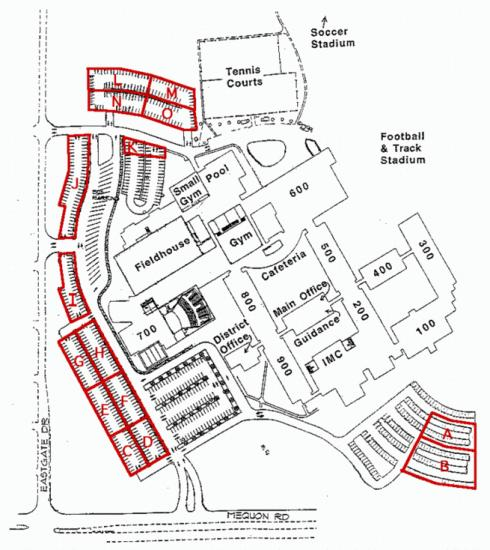 Soccer
Stadium
Tennis
Courts
L
M
N
O
K
J
Football
& Track
Stadium
Small
Gym
Pool
600
Fieldhouse
Gym
Cafeteria
500
300
400
I
800
Main Office
200
700
Guidance
100
District
Office
IMC
900
G
H
E
F
C
D
A
B
EASTGATE DR
MEQUON RD